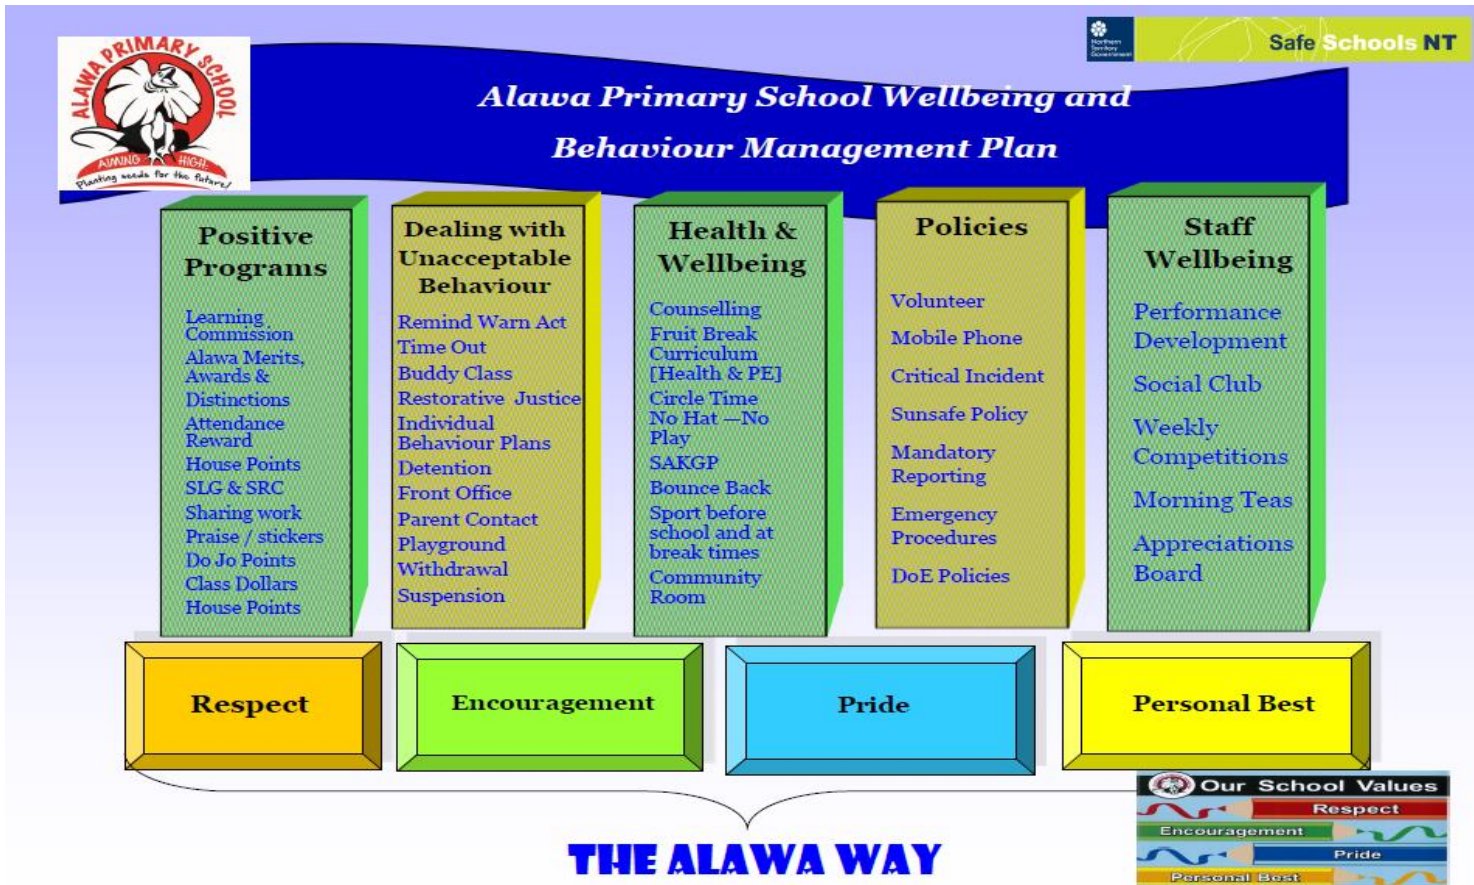 ALAWA PRIMARY SCHOOL
AIMING HIGH
Planting seeds for the future!
Northern
Territory
Government
Safe Schools NT
Alawa Primary School Wellbeing and
Behaviour Management Plan
Positive
Programs
Learning
Commission
Alawa Merits,
Awards &
Distinctions
Attendance
Reward
House Points
SLG & SRC
Sharing work
Praise / stickers
Do Jo Points
Class Dollars
House Points
Dealing with
Unacceptable
Behaviour
Remind Warn Act
Time Out
Buddy Class
Restorative Justice
Individual
Behaviour Plans
Detention
Front Office
Parent Contact
Playground
Withdrawal
Suspension
Health &
Wellbeing
Counselling
Fruit Break
Curriculum
[Health & PE]
Circle Time
No Hat —No
Play
SAKGP
Bounce Back
Sport before
school and at
break times
Community
Room
Policies
Volunteer
Mobile Phone
Critical Incident
Sunsafe Policy
Mandatory
Reporting
Emergency
Procedures
DoE Policies
Staff
Wellbeing
Performance
Development
Social Club
Weekly
Competitions
Morning Teas
Appreciations
Board
Respect
Encouragement
Pride
Personal Best
THE ALAWA WAY
Our School Values
Respect
Encouragement
Pride
Personal Best